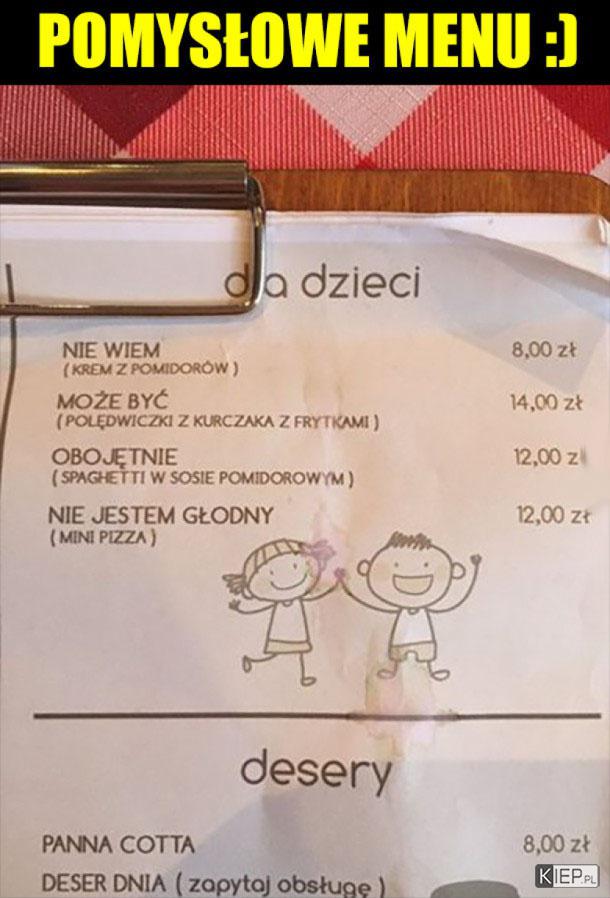 POMYSŁOWE MENU :)
dla dzieci
NIE WIEM 8,00 zł
( KREM Z POMIDORÓW )
MOŻE BYĆ 14,00 zł
( POLĘDWICZKI Z KURCZAKA Z FRYTKAMI )
OBOJĘTNIE 12,00 zł
( SPAGHETTI W SOSIE POMIDOROWYM )
NIE JESTEM GŁODNY 12,00 zł
( MINI PIZZA )
desery
PANNA COTTA 8,00 zł
DESER DNIA ( zapytaj obsługę )
KIEP.PL